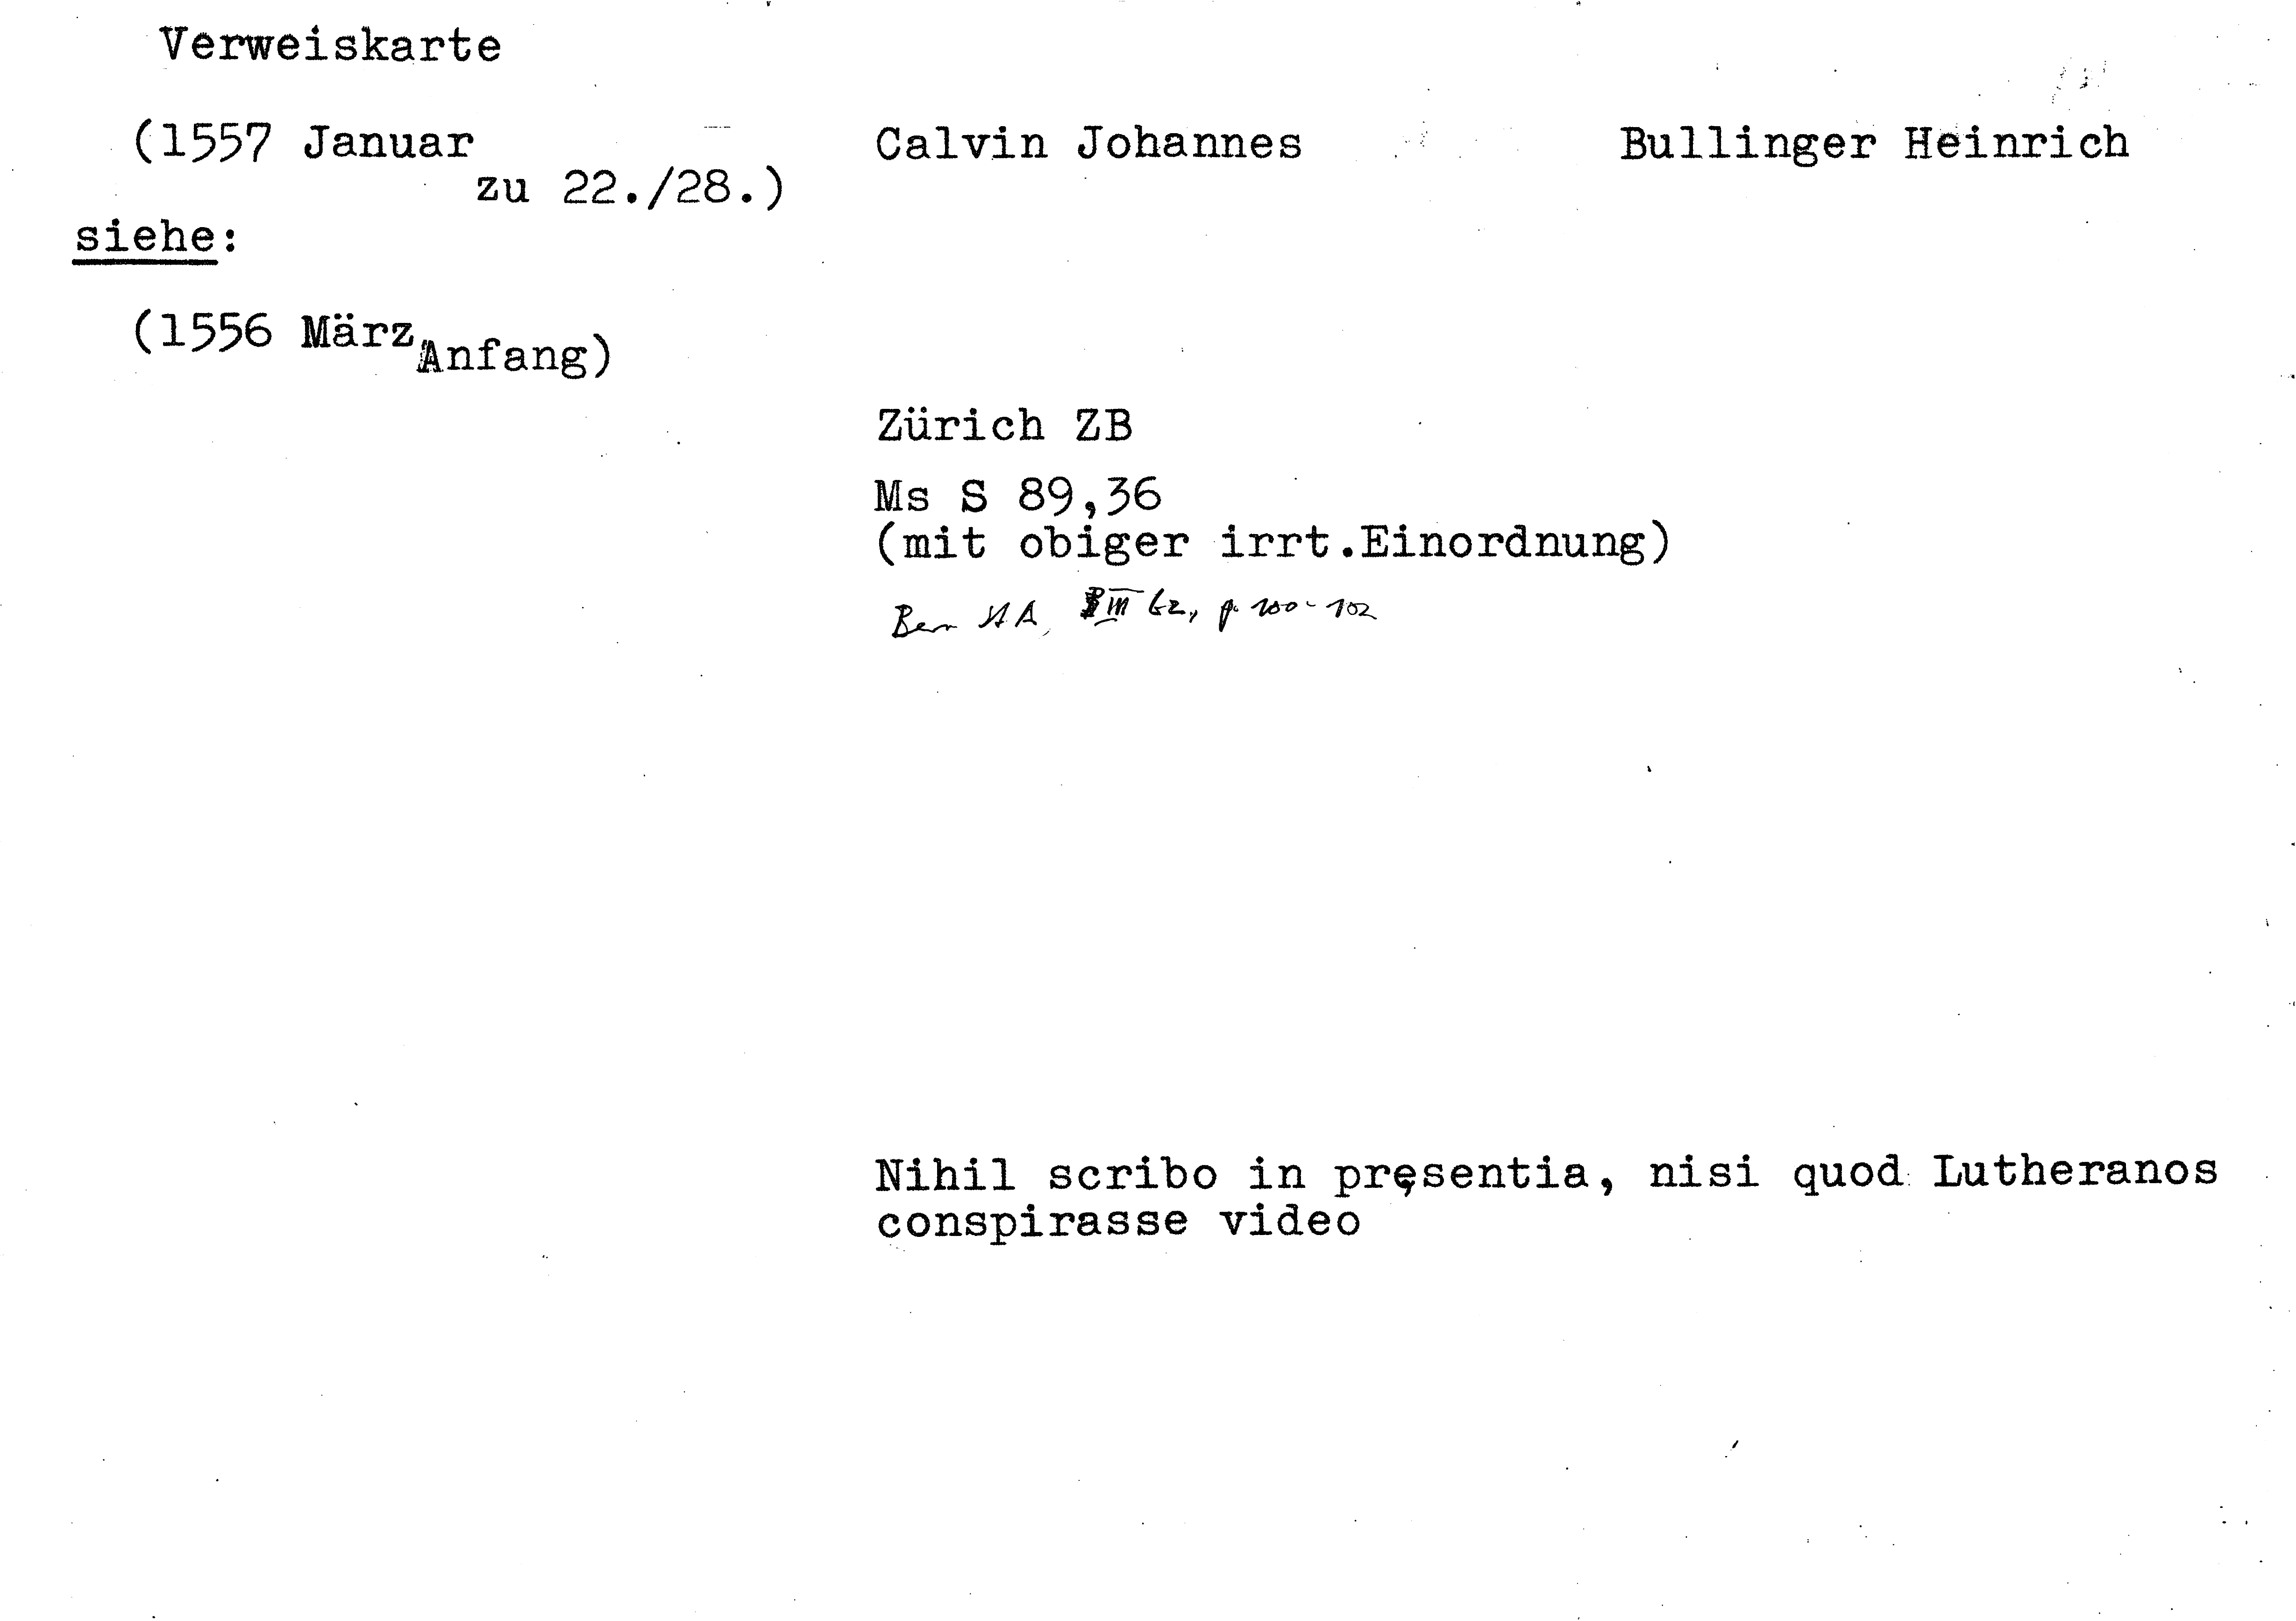 Verweiskarte
(1557 Januar
zu 22./28.)
Calvin Johannes
Bullinger Heinrich
siehe:
(1556 März
Anfang)
Zürich ZB
Ms S 89,36
(mit obiger irrt.Einordnung)
Bern StA, B III 62, p. 100-102
Nihil scribo in pręsentia, nisi quod Lutheranos
conspirasse video